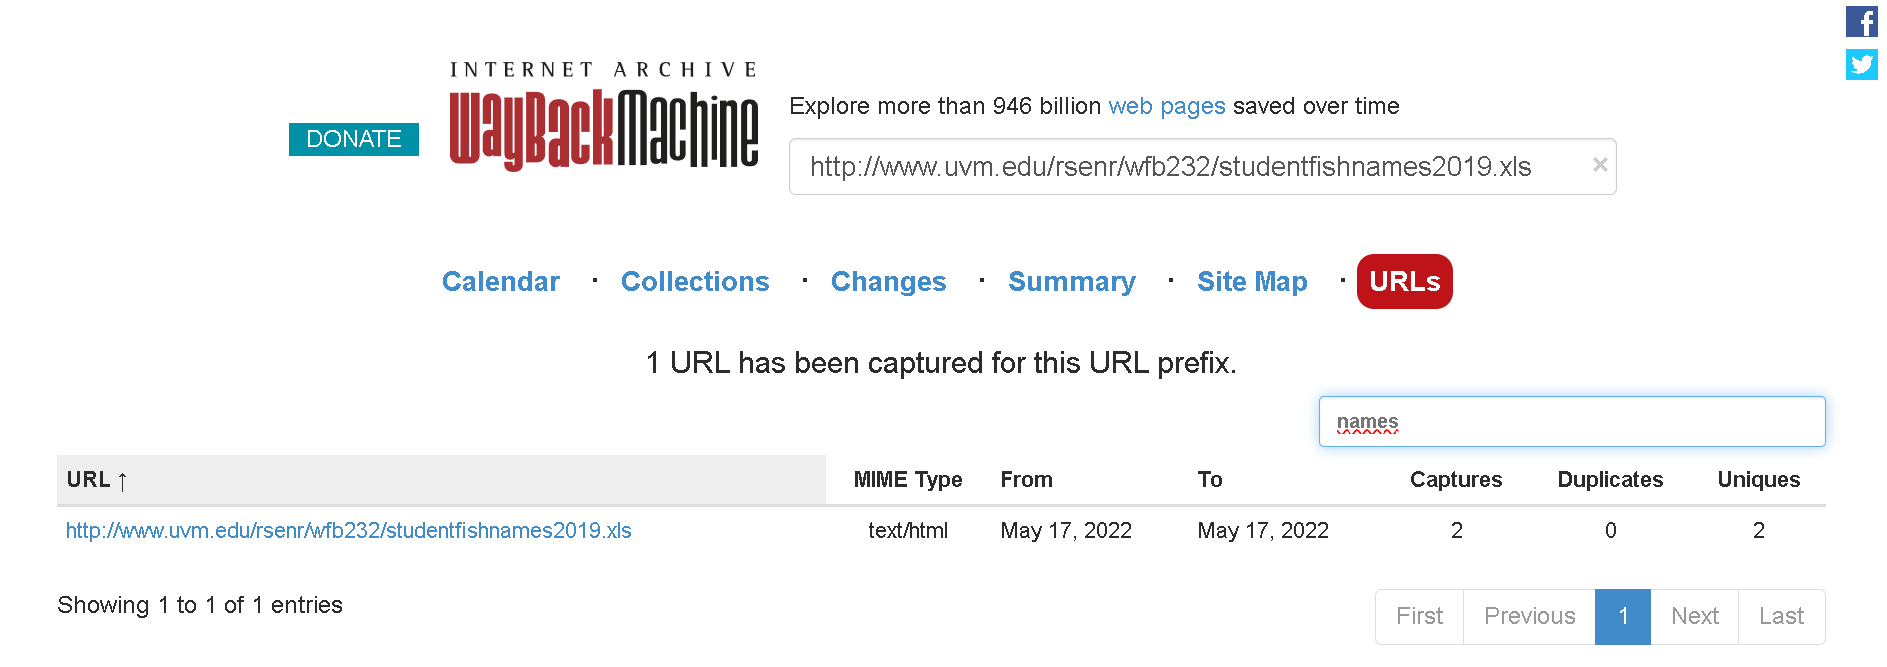 INTERNET ARCHIVE
WayBackMachine
DONATE
Explore more than 946 billion web pages saved over time
http://www.uvm.edu/rsenr/wfb232/studentfishnames2019.xls ×
Calendar · Collections · Changes · Summary · Site Map · URLs
1 URL has been captured for this URL prefix.
names
URL ↑ MIME Type From To Captures Duplicates Uniques
http://www.uvm.edu/rsenr/wfb232/studentfishnames2019.xls text/html May 17, 2022 May 17, 2022 2 0 2
Showing 1 to 1 of 1 entries
First Previous 1 Next Last